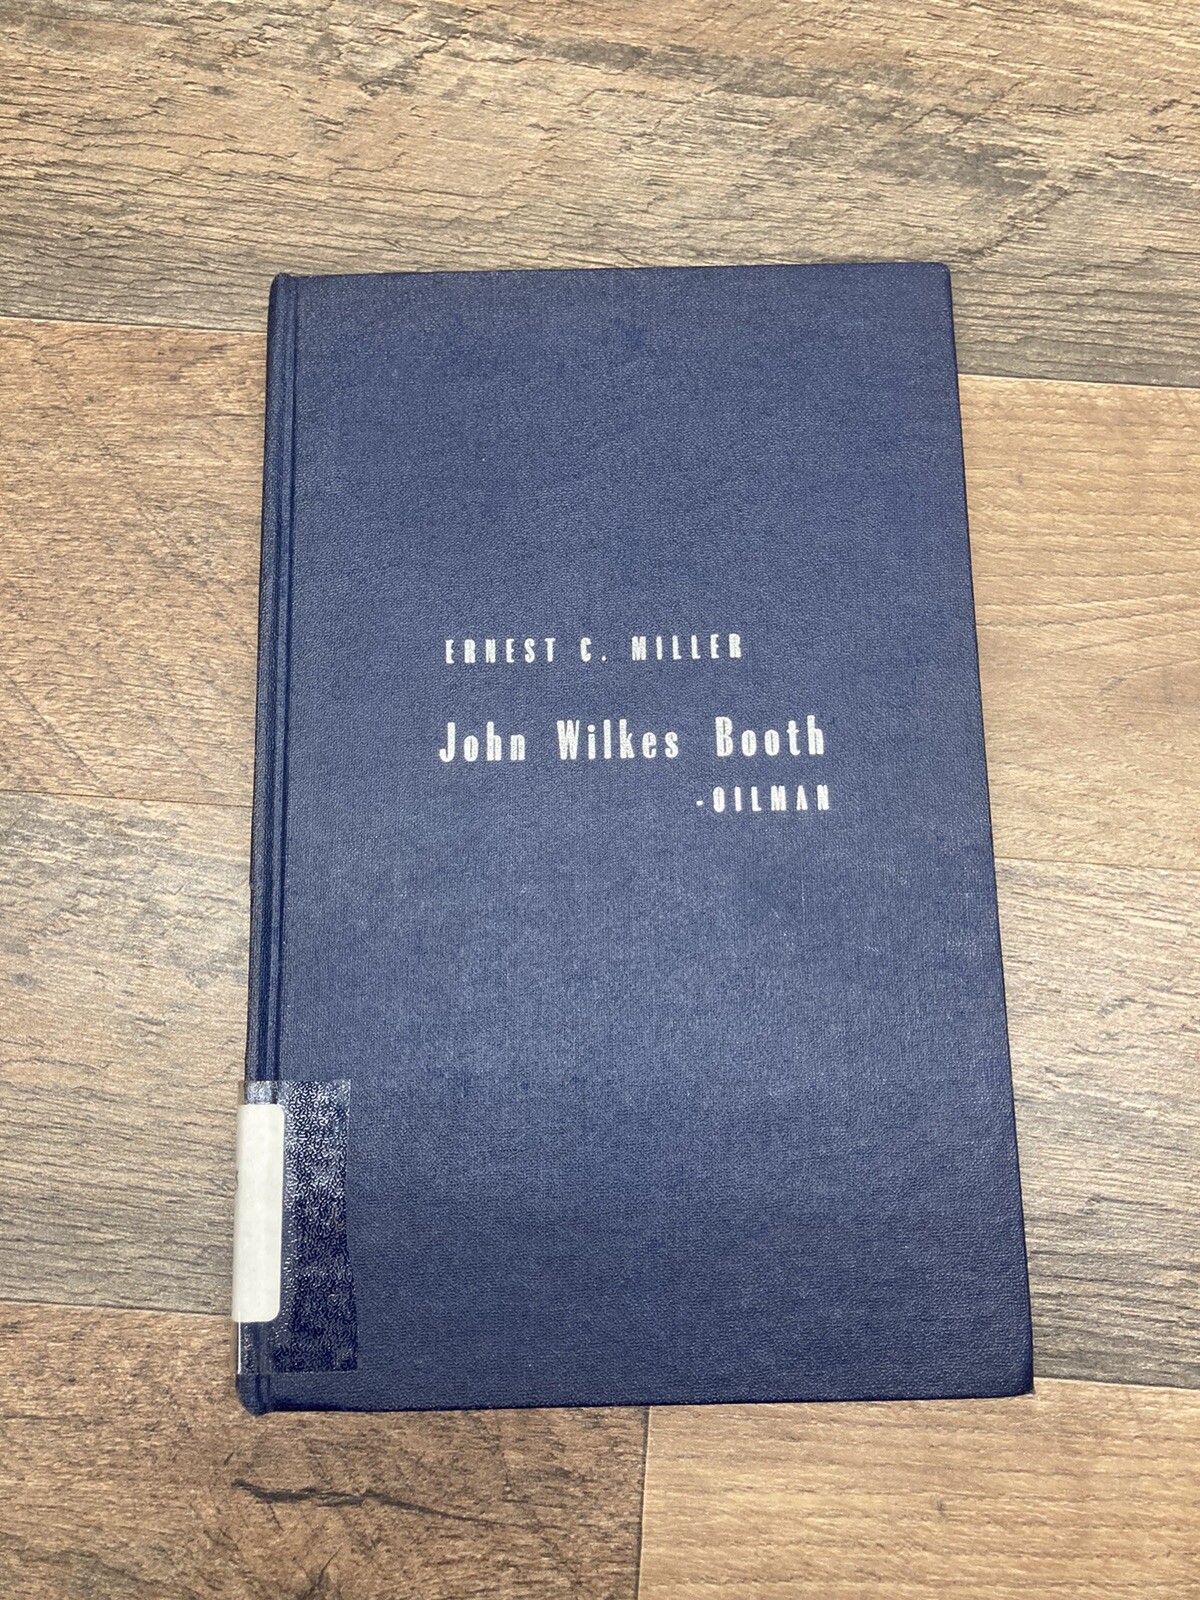 ERNEST C. MILLER
John Wilkes Booth
-OILMAN